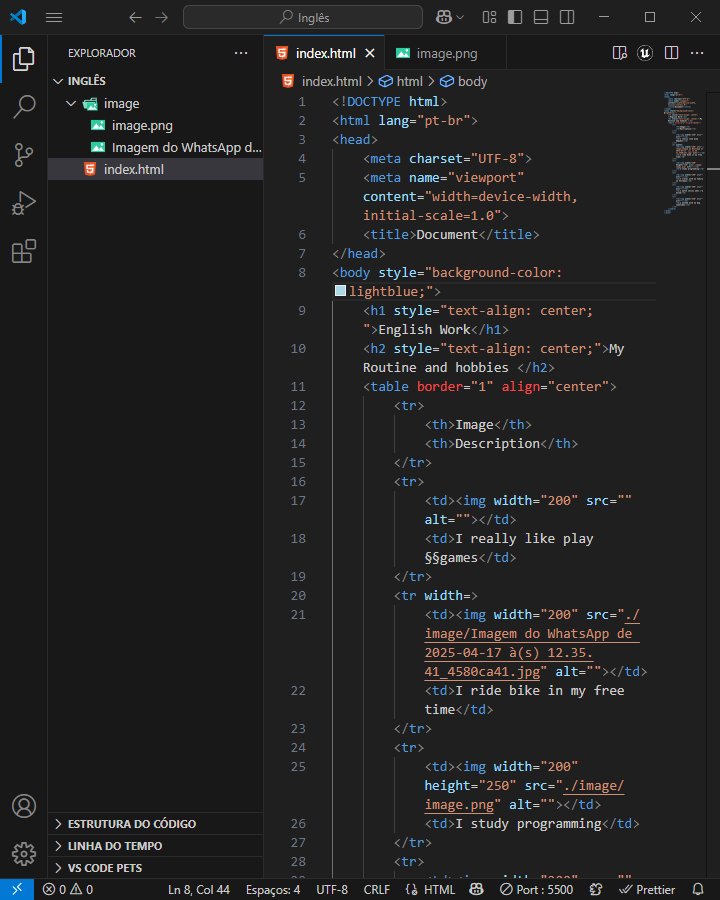 Inglês
EXPLORADOR
INGLÊS
image
image.png
Imagem do WhatsApp d...
index.html
ESTRUTURA DO CÓDIGO
LINHA DO TEMPO
VS CODE PETS
index.html
image.png
index.html > html > body
1 <!DOCTYPE html>
2 <html lang="pt-br">
3 <head>
4 <meta charset="UTF-8">
5 <meta name="viewport"
content="width=device-width,
initial-scale=1.0">
6 <title>Document</title>
7 </head>
8 <body style="background-color:
lightblue;">
9 <h1 style="text-align: center;
">English Work</h1>
10 <h2 style="text-align: center;">My
Routine and hobbies </h2>
11 <table border="1" align="center">
12 <tr>
13 <th>Image</th>
14 <th>Description</th>
15 </tr>
16 <tr>
17 <td><img width="200" src=""
alt=""></td>
18 <td>I really like play
§§games</td>
19 </tr>
20 <tr width=>
21 <td><img width="200" src="./
image/Imagem do WhatsApp de
2025-04-17 à(s) 12.35.
41_4580ca41.jpg" alt=""></td>
22 <td>I ride bike in my free
time</td>
23 </tr>
24 <tr>
25 <td><img width="200"
height="250" src="./image/
image.png" alt=""></td>
26 <td>I study programming</td>
27 </tr>
28 <tr>
0 0 Ln 8, Col 44 Espaços: 4 UTF-8 CRLF HTML Port : 5500 Prettier